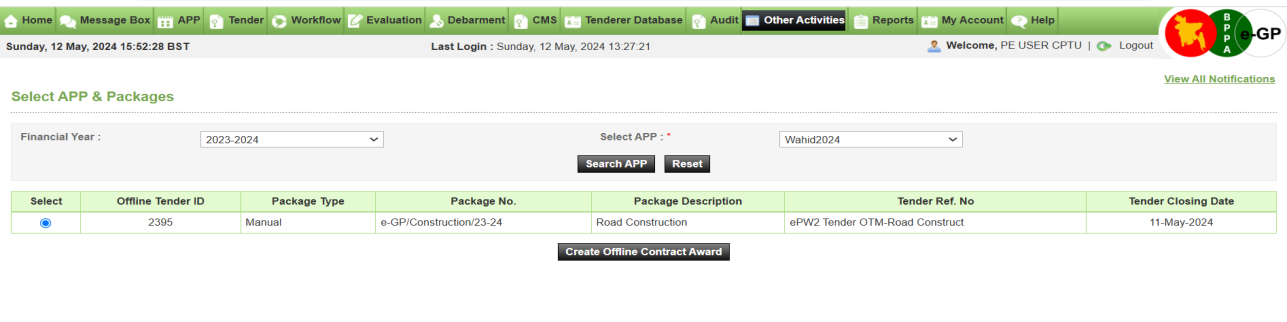 Home Message Box APP Tender Workflow Evaluation Debarment CMS Tenderer Database Audit Other Activities Reports My Account Help
BPPA e-GP
Sunday, 12 May, 2024 15:52:28 BST Last Login : Sunday, 12 May, 2024 13:27:21 Welcome, PE USER CPTU | Logout
View All Notifications
Select APP & Packages
Financial Year : 2023-2024 Select APP : * Wahid2024
Search APP Reset
Select Offline Tender ID Package Type Package No. Package Description Tender Ref. No Tender Closing Date
2395 Manual e-GP/Construction/23-24 Road Construction ePW2 Tender OTM-Road Construct 11-May-2024
Create Offline Contract Award